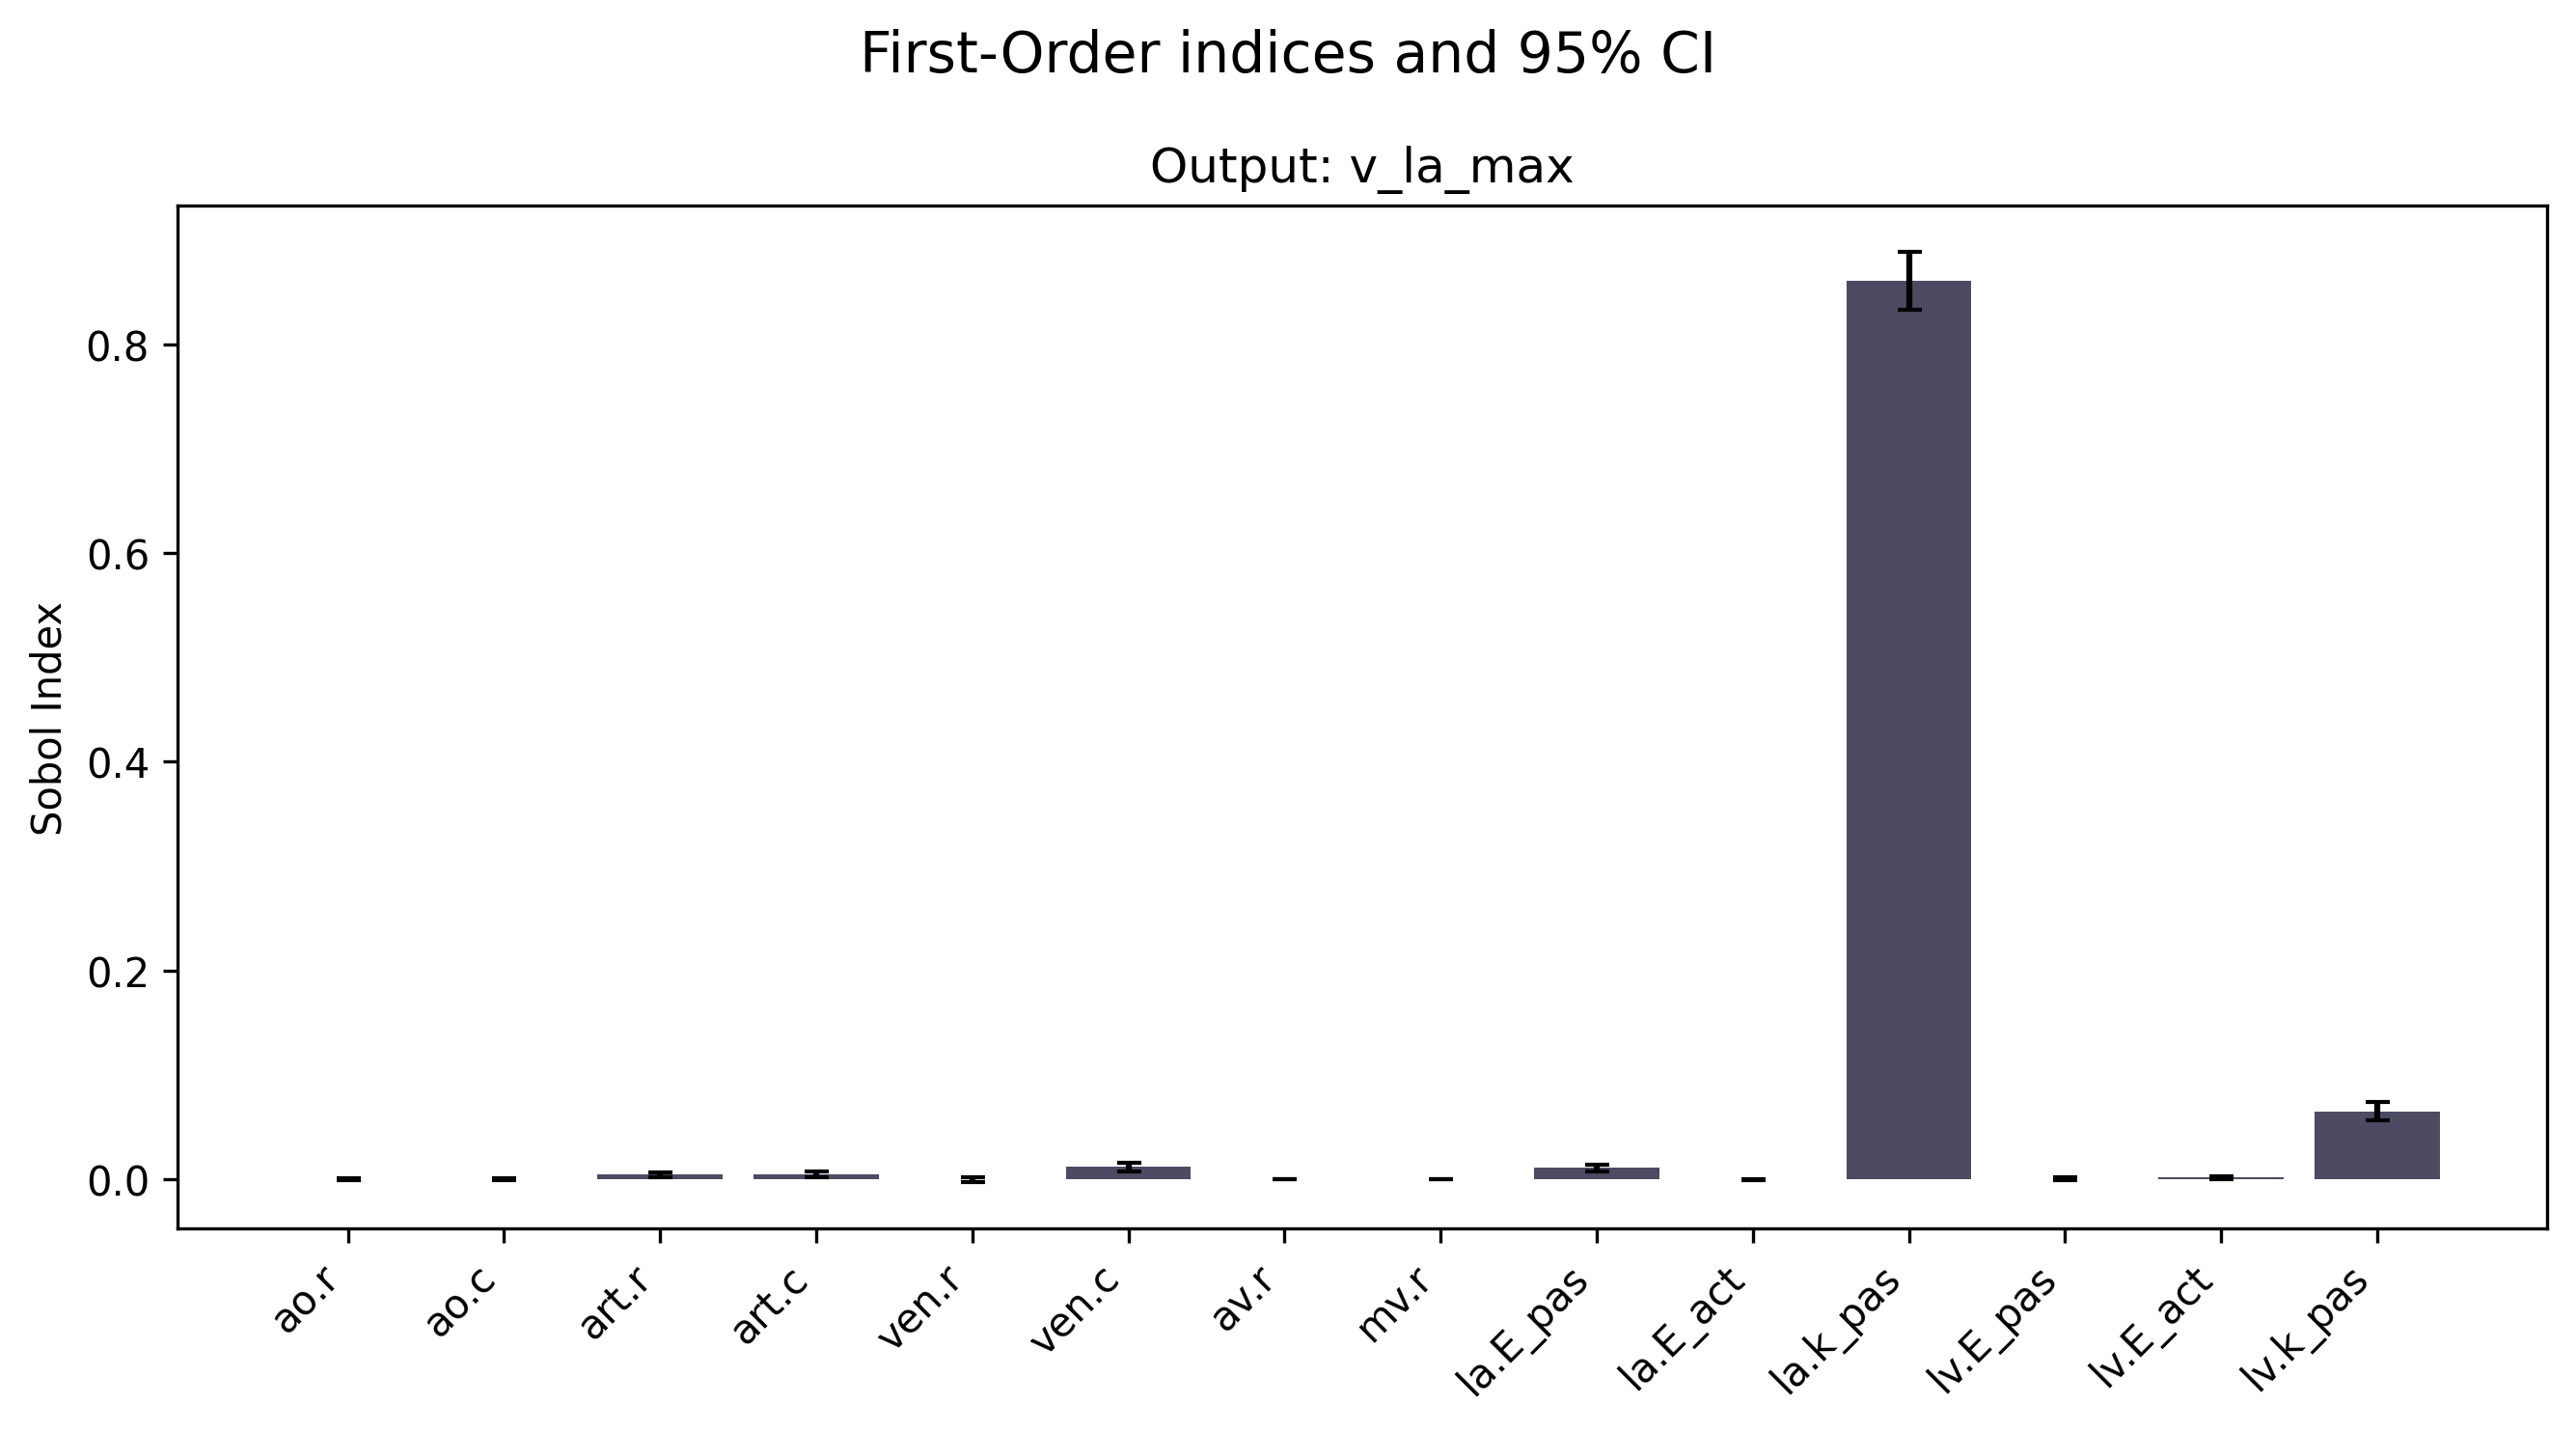 First-Order indices and 95% CI
Output: v_la_max
Sobol Index
0.8
0.6
0.4
0.2
0.0
ao.r
ao.c
art.r
art.c
ven.r
ven.c
av.r
mv.r
la.E_pas
la.E_act
la.k_pas
lv.E_pas
lv.E_act
lv.k_pas